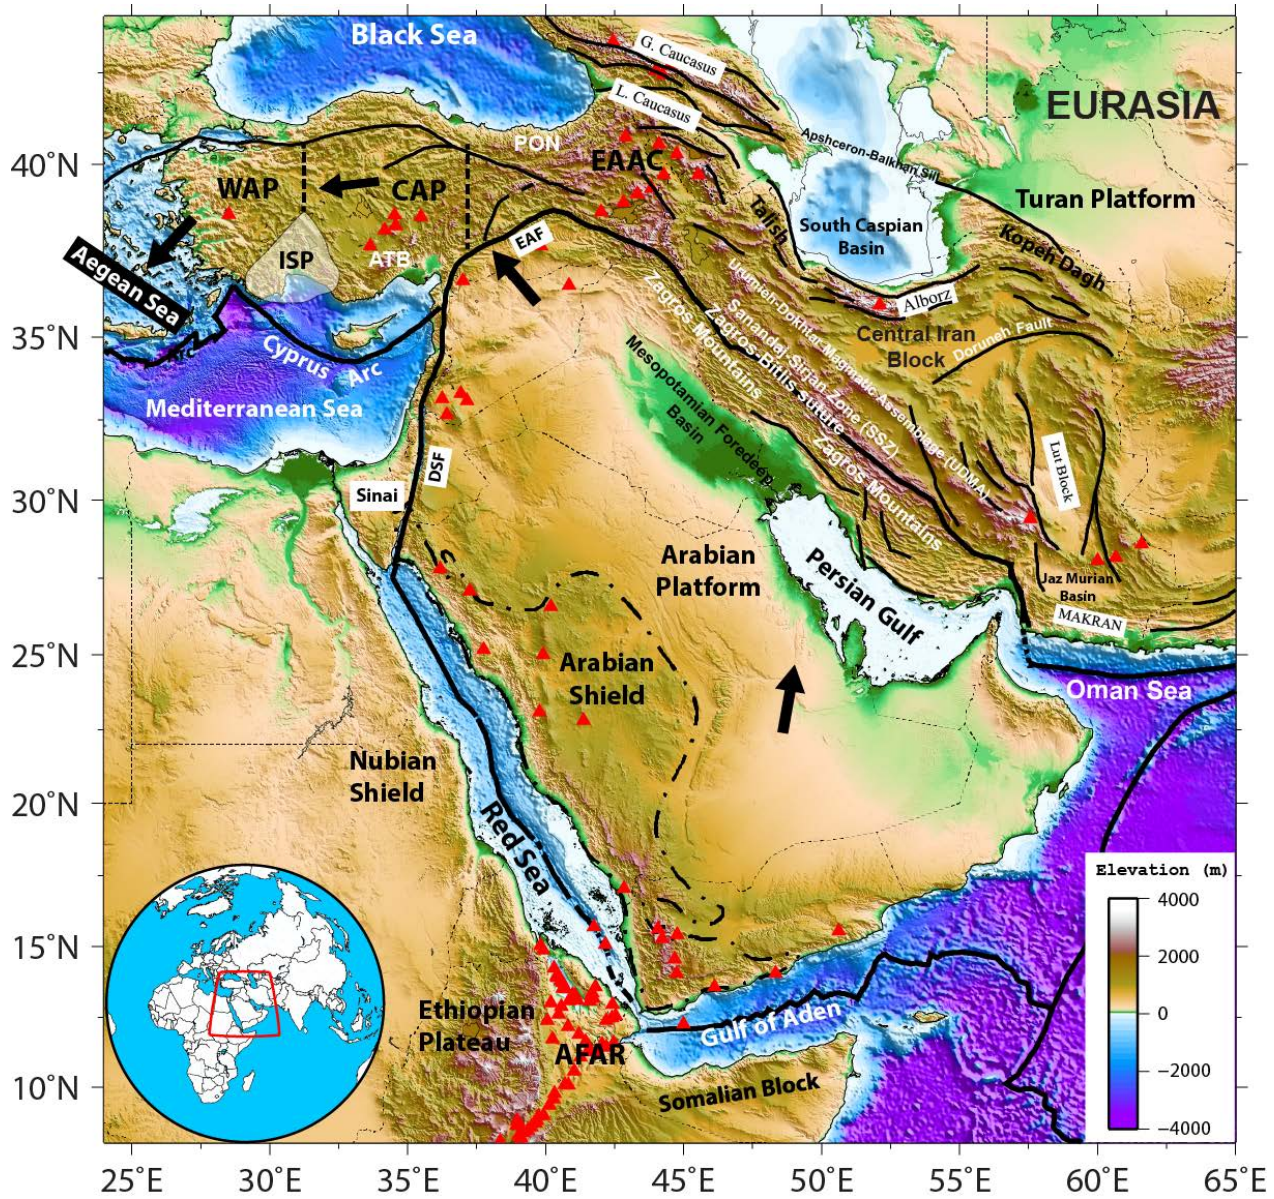 Black Sea
G. Caucasus
L. Caucasus
EURASIA
Apshceron-Balkhan Sill
40°N
PON
EAAC
WAP
CAP
Turan Platform
Talish
South Caspian
Basin
Kopeh Dagh
EAF
ISP
ATB
Aegean Sea
Alborz
Urumieh-Dokhtar Magmatic Assemblage (UDMA)
Sanandaj-Sirjan Zone (SSZ)
Zagros-Bitlis suture
Zagros Mountains
Central Iran
Block
Doruneh Fault
35°N
Arc
Cyprus Arc
Mesopotamian Foredeep
Basin
Mediterranean Sea
Zagros Mountains
Lut Block
DSF
Sinai
30°N
Arabian
Platform
Persian Gulf
Jaz Murian
Basin
MAKRAN
25°N
Arabian
Shield
Oman Sea
Nubian
Shield
20°N
Red Sea
Elevation (m)
4000
2000
0
−2000
−4000
15°N
Ethiopian
Plateau
AFAR
Gulf of Aden
10°N
Somalian Block
25°E
30°E
35°E
40°E
45°E
50°E
55°E
60°E
65°E